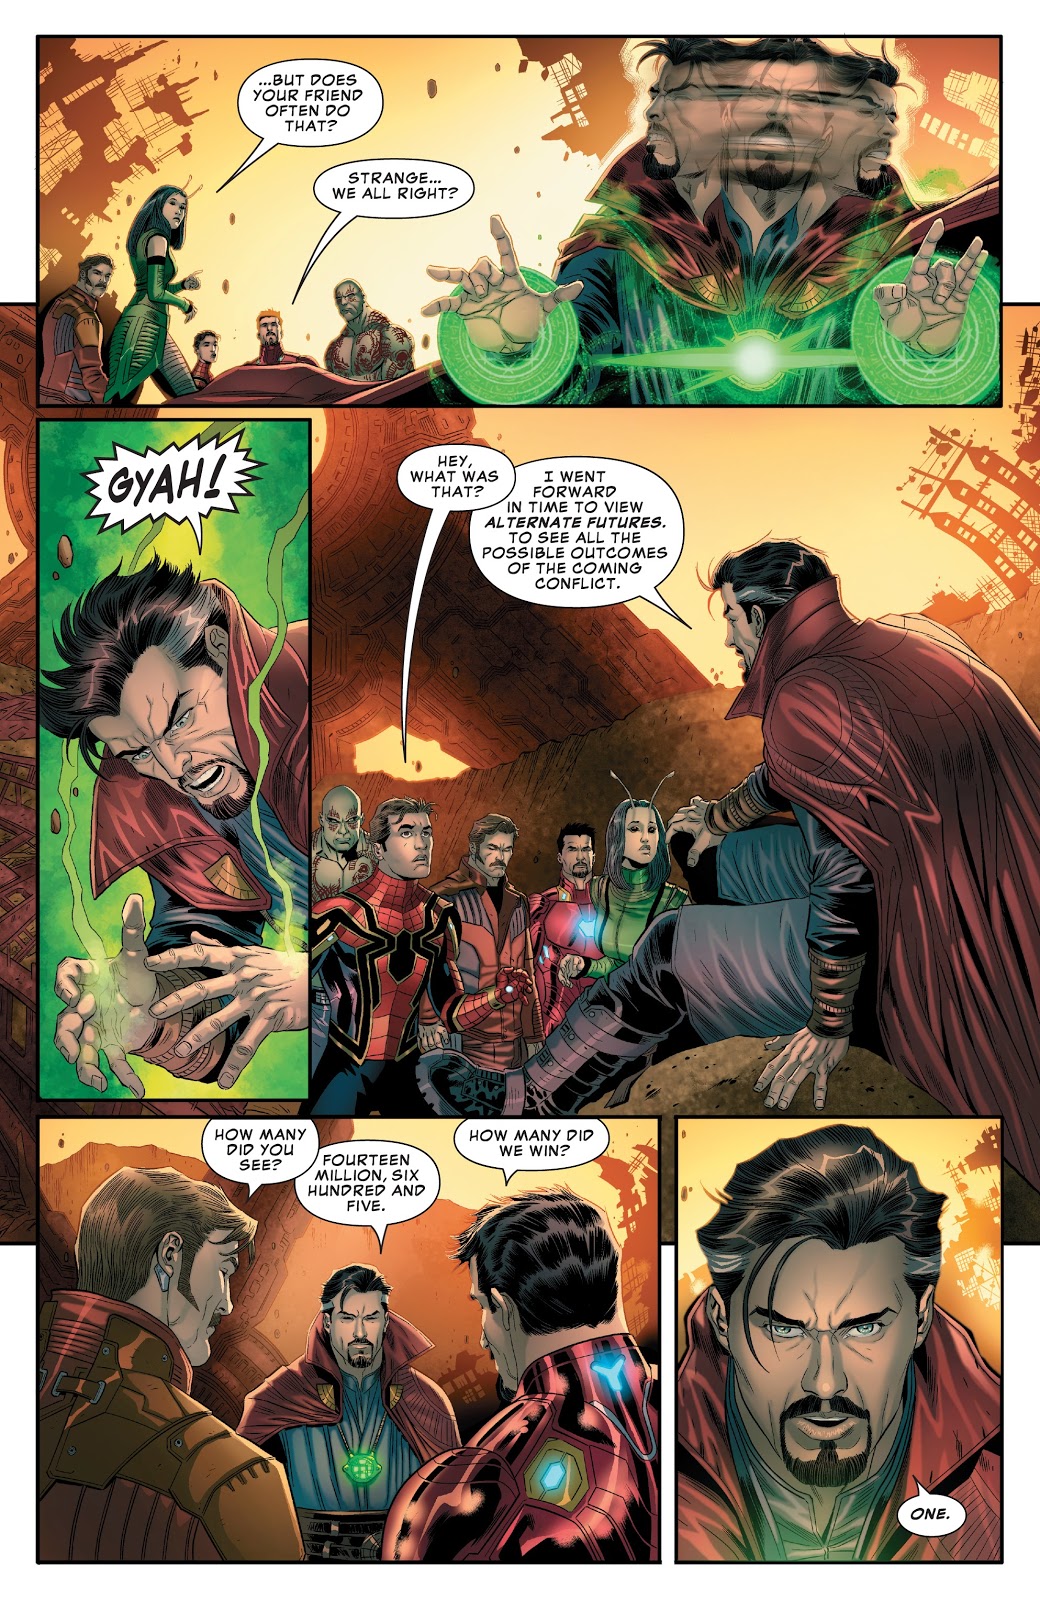 ...BUT DOES
YOUR FRIEND
OFTEN DO
THAT?
STRANGE...
WE ALL RIGHT?
GYAH!
HEY,
WHAT WAS
THAT?
I WENT
FORWARD
IN TIME TO VIEW
ALTERNATE FUTURES.
TO SEE ALL THE
POSSIBLE OUTCOMES
OF THE COMING
CONFLICT.
HOW MANY
DID YOU
SEE?
FOURTEEN
MILLION, SIX
HUNDRED AND
FIVE.
HOW MANY DID
WE WIN?
ONE.